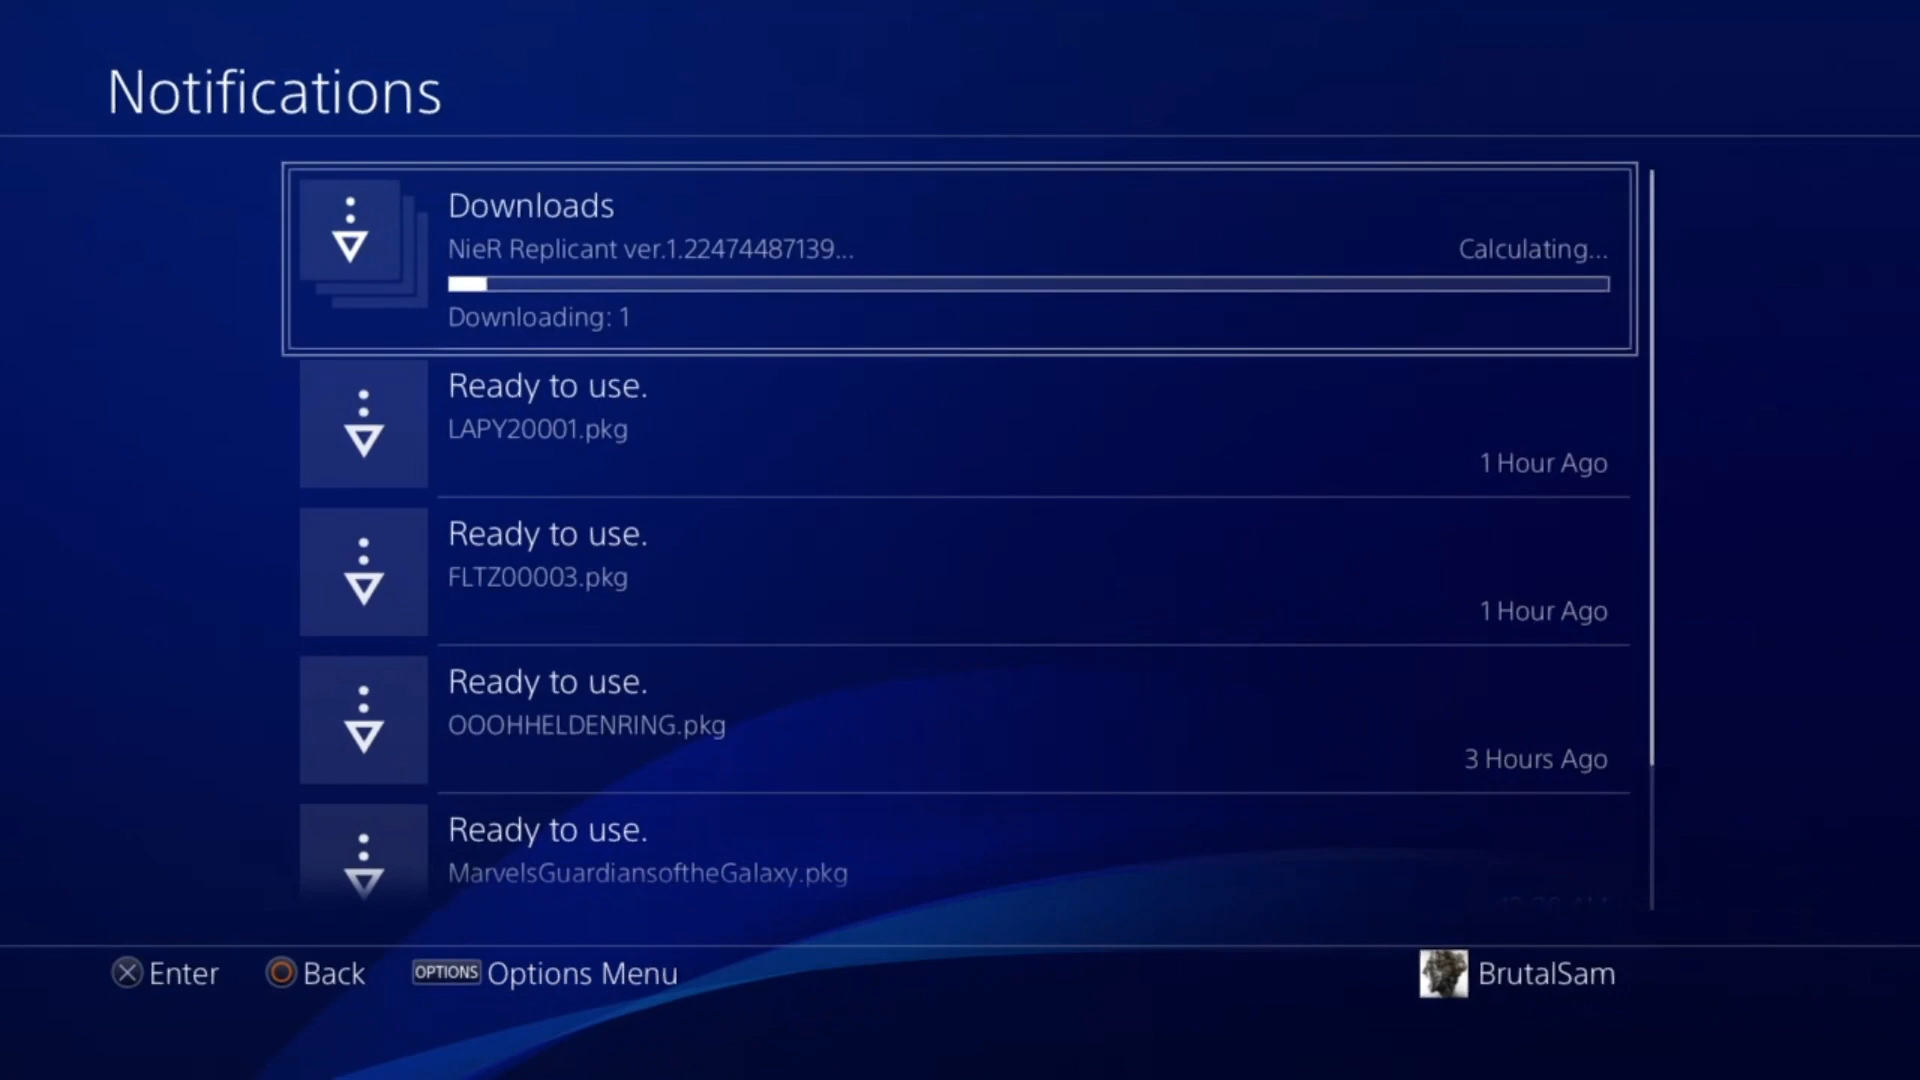 Notifications
Downloads
NieR Replicant ver.1.22474487139...
Calculating...
Downloading: 1
Ready to use.
LAPY20001.pkg
1 Hour Ago
Ready to use.
FLTZ00003.pkg
1 Hour Ago
Ready to use.
OOOHHELDENRING.pkg
3 Hours Ago
Ready to use.
MarvelsGuardiansoftheGalaxy.pkg
Enter
Back
OPTIONS Options Menu
BrutalSam